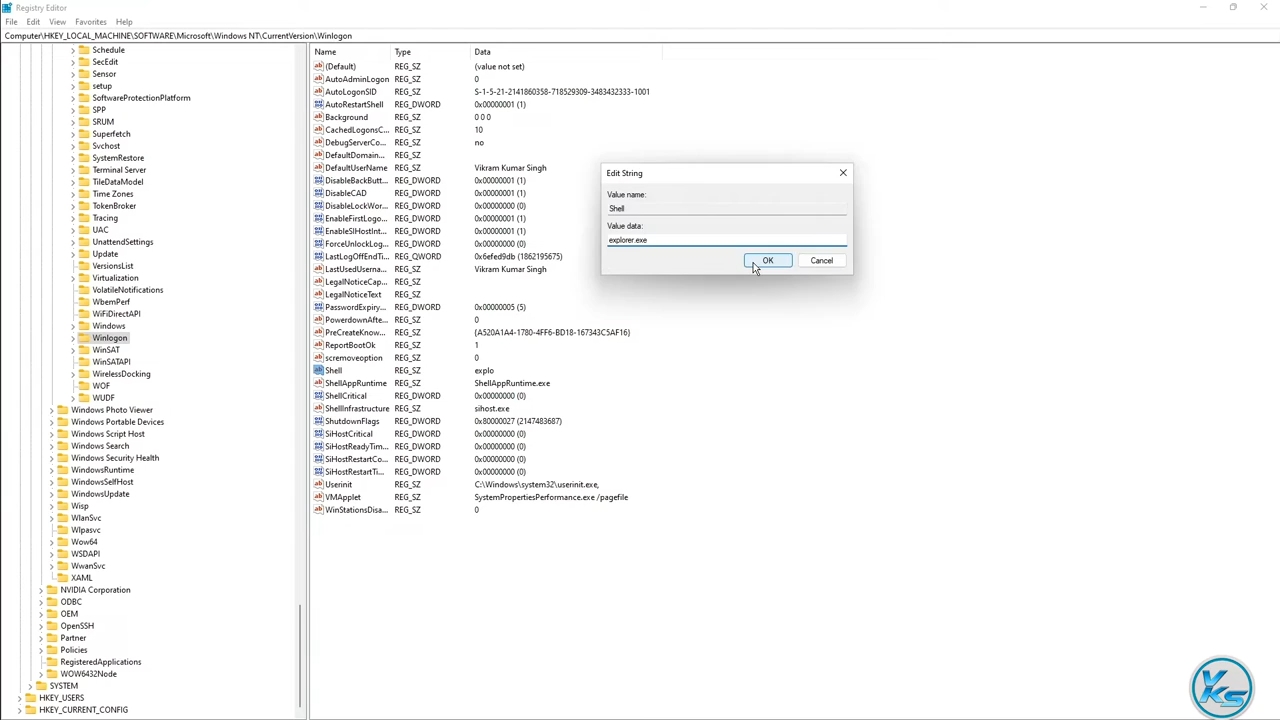 Registry Editor
File Edit View Favorites Help
Computer\HKEY_LOCAL_MACHINE\SOFTWARE\Microsoft\Windows NT\CurrentVersion\Winlogon
Schedule
SecEdit
Sensor
setup
SoftwareProtectionPlatform
SPP
SRUM
Superfetch
Svchost
SystemRestore
Terminal Server
TileDataModel
Time Zones
TokenBroker
Tracing
UAC
UnattendSettings
Update
VersionsList
Virtualization
VolatileNotifications
WbemPerf
WiFiDirectAPI
Windows
Winlogon
WinSAT
WinSATAPI
WirelessDocking
WOF
WUDF
Windows Photo Viewer
Windows Portable Devices
Windows Script Host
Windows Search
Windows Security Health
WindowsRuntime
WindowsSelfHost
WindowsUpdate
Wisp
WlanSvc
Wlpasvc
Wow64
WSDAPI
WwanSvc
XAML
NVIDIA Corporation
ODBC
OEM
OpenSSH
Partner
Policies
RegisteredApplications
WOW6432Node
SYSTEM
HKEY_USERS
HKEY_CURRENT_CONFIG
Name Type Data
(Default) REG_SZ (value not set)
AutoAdminLogon REG_SZ 0
AutoLogonSID REG_SZ S-1-5-21-2141860358-718529309-3483432333-1001
AutoRestartShell REG_DWORD 0x00000001 (1)
Background REG_SZ 0 0 0
CachedLogonsC... REG_SZ 10
DebugServerCo... REG_SZ no
DefaultDomain... REG_SZ
DefaultUserName REG_SZ Vikram Kumar Singh
DisableBackButt... REG_DWORD 0x00000001 (1)
DisableCAD REG_DWORD 0x00000001 (1)
DisableLockWor... REG_DWORD 0x00000000 (0)
EnableFirstLogo... REG_DWORD 0x00000001 (1)
EnableSIHostInt... REG_DWORD 0x00000001 (1)
ForceUnlockLog... REG_DWORD 0x00000000 (0)
LastLogOffEndTi... REG_QWORD 0x6efed9db (1862195675)
LastUsedUserna... REG_SZ Vikram Kumar Singh
LegalNoticeCap... REG_SZ
LegalNoticeText REG_SZ
PasswordExpiry... REG_DWORD 0x00000005 (5)
PowerdownAfte... REG_SZ 0
PreCreateKnow... REG_SZ {A520A1A4-1780-4FF6-BD18-167343C5AF16}
ReportBootOk REG_SZ 1
scremoveoption REG_SZ 0
Shell REG_SZ explo
ShellAppRuntime REG_SZ ShellAppRuntime.exe
ShellCritical REG_DWORD 0x00000000 (0)
ShellInfrastructure REG_SZ sihost.exe
ShutdownFlags REG_DWORD 0x80000027 (2147483687)
SiHostCritical REG_DWORD 0x00000000 (0)
SiHostReadyTim... REG_DWORD 0x00000000 (0)
SiHostRestartCo... REG_DWORD 0x00000000 (0)
SiHostRestartTi... REG_DWORD 0x00000000 (0)
Userinit REG_SZ C:\Windows\system32\userinit.exe,
VMApplet REG_SZ SystemPropertiesPerformance.exe /pagefile
WinStationsDisa... REG_SZ 0
Edit String
Value name:
Shell
Value data:
explorer.exe
OK Cancel
VKS